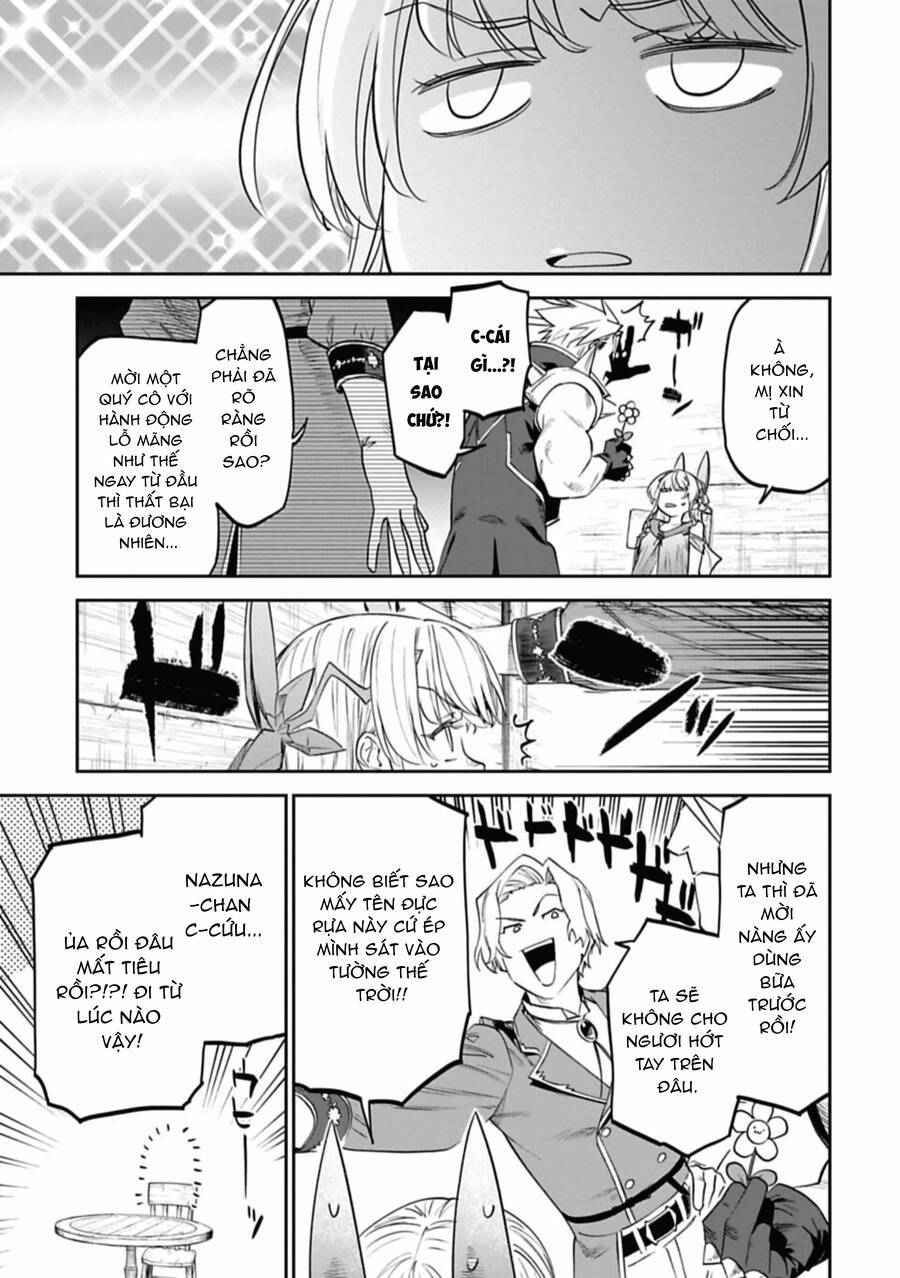 À
KHÔNG,
MỊ XIN
TỪ
CHỐI...
C-CÁI
GÌ...?!
TẠI
SAO
CHỨ?!
CHẲNG
PHẢI ĐÃ
RÕ
RÀNG
RỒI
SAO?
MỜI MỘT
QUÝ CÔ VỚI
HÀNH ĐỘNG
LỖ MÃNG
NHƯ THẾ
NGAY TỪ ĐẦU
THÌ THẤT BẠI
LÀ ĐƯƠNG
NHIÊN...
NHƯNG
TA THÌ ĐÃ
MỜI
NÀNG ẤY
DÙNG
BỮA
TRƯỚC
RỒI!
TA SẼ
KHÔNG CHO
NGƯƠI HỚT
TAY TRÊN
ĐÂU.
KHÔNG BIẾT SAO
MẤY TÊN ĐỰC
RỰA NÀY CỨ ÉP
MÌNH SÁT VÀO
TƯỜNG THẾ
TRỜI!!
NAZUNA
-CHAN
C-CỨU...
ỦA RỒI ĐÂU
MẤT TIÊU
RỒI?!?! ĐI TỪ
LÚC NÀO
VẬY!